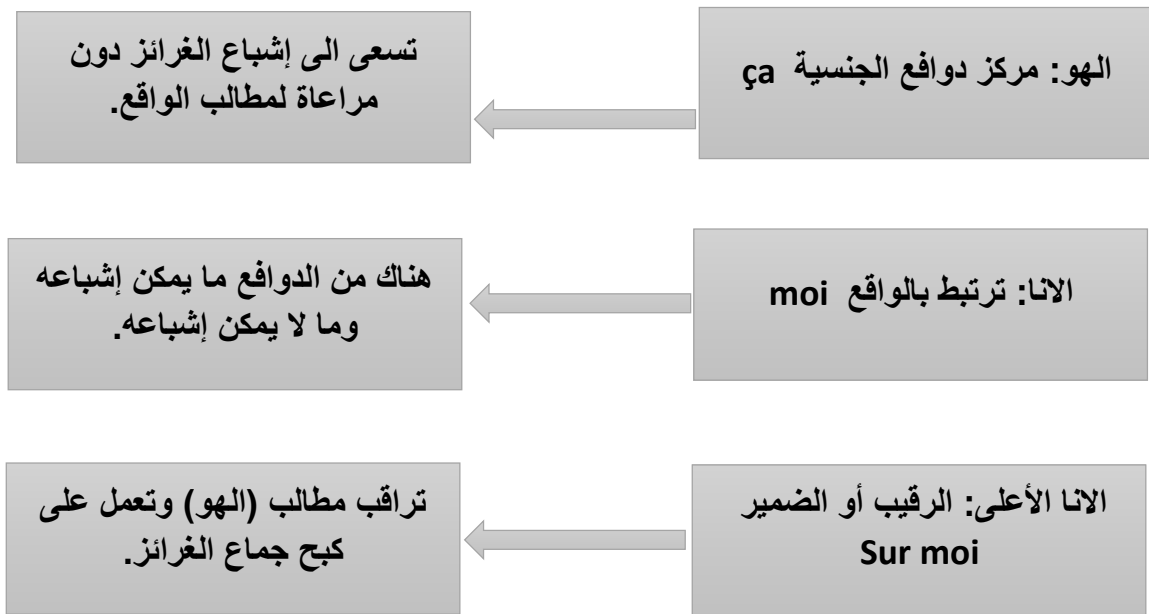 الهو: مركز دوافع الجنسية ça
تسعى الى إشباع الغرائز دون
مراعاة لمطالب الواقع.
الانا: ترتبط بالواقع moi
هناك من الدوافع ما يمكن إشباعه
وما لا يمكن إشباعه.
الانا الأعلى: الرقيب أو الضمير
Sur moi
تراقب مطالب (الهو) وتعمل على
كبح جماع الغرائز.